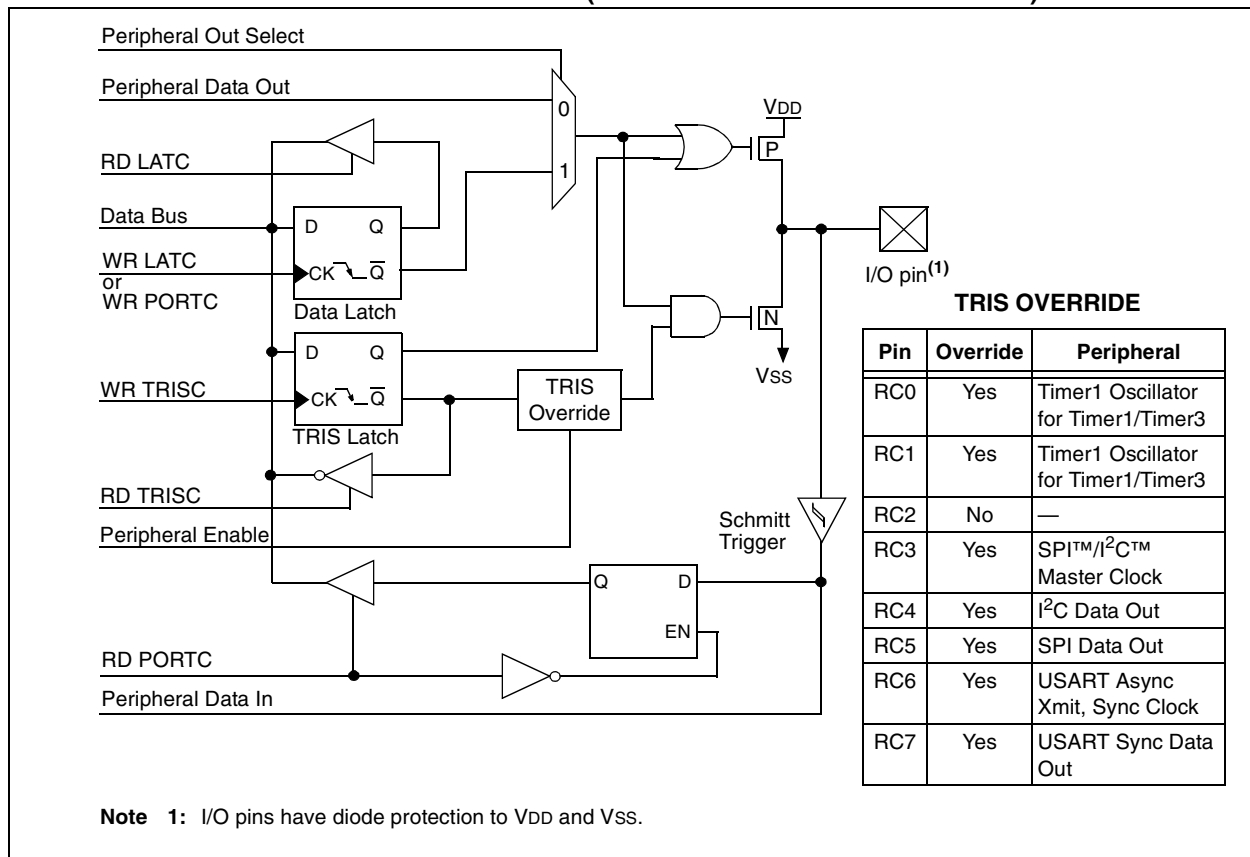 Peripheral Out Select
Peripheral Data Out
0
1
RD LATC
Data Bus
D Q
WR LATC
or
WR PORTC
CK Q
Data Latch
D Q
WR TRISC
CK Q
TRIS Latch
TRIS
Override
RD TRISC
Peripheral Enable
VDD
P
N
VSS
I/O pin(1)
Schmitt
Trigger
Q D
EN
RD PORTC
Peripheral Data In
TRIS OVERRIDE
Pin Override Peripheral
RC0 Yes Timer1 Oscillator
for Timer1/Timer3
RC1 Yes Timer1 Oscillator
for Timer1/Timer3
RC2 No —
RC3 Yes SPI™/I²C™
Master Clock
RC4 Yes I²C Data Out
RC5 Yes SPI Data Out
RC6 Yes USART Async
Xmit, Sync Clock
RC7 Yes USART Sync Data
Out
Note 1: I/O pins have diode protection to VDD and VSS.